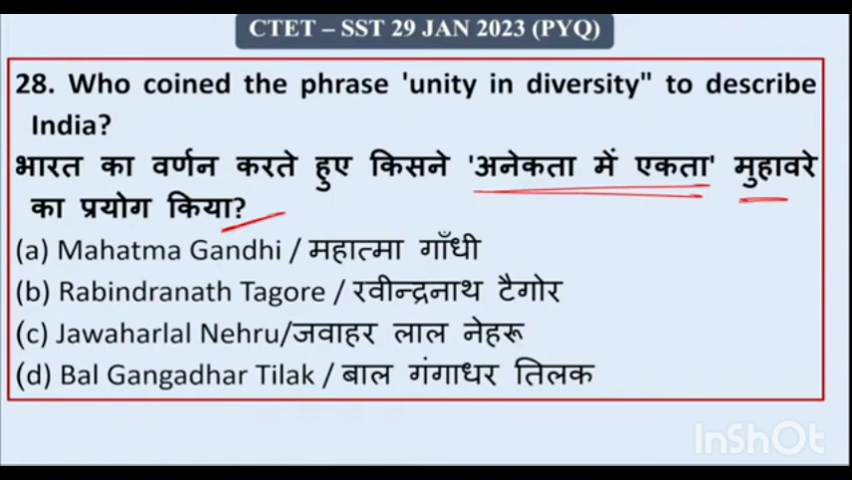 CTET – SST 29 JAN 2023 (PYQ)
28. Who coined the phrase 'unity in diversity" to describe
India?
भारत का वर्णन करते हुए किसने 'अनेकता में एकता' मुहावरे
का प्रयोग किया?
(a) Mahatma Gandhi / महात्मा गाँधी
(b) Rabindranath Tagore / रवीन्द्रनाथ टैगोर
(c) Jawaharlal Nehru/जवाहर लाल नेहरू
(d) Bal Gangadhar Tilak / बाल गंगाधर तिलक
InShOt